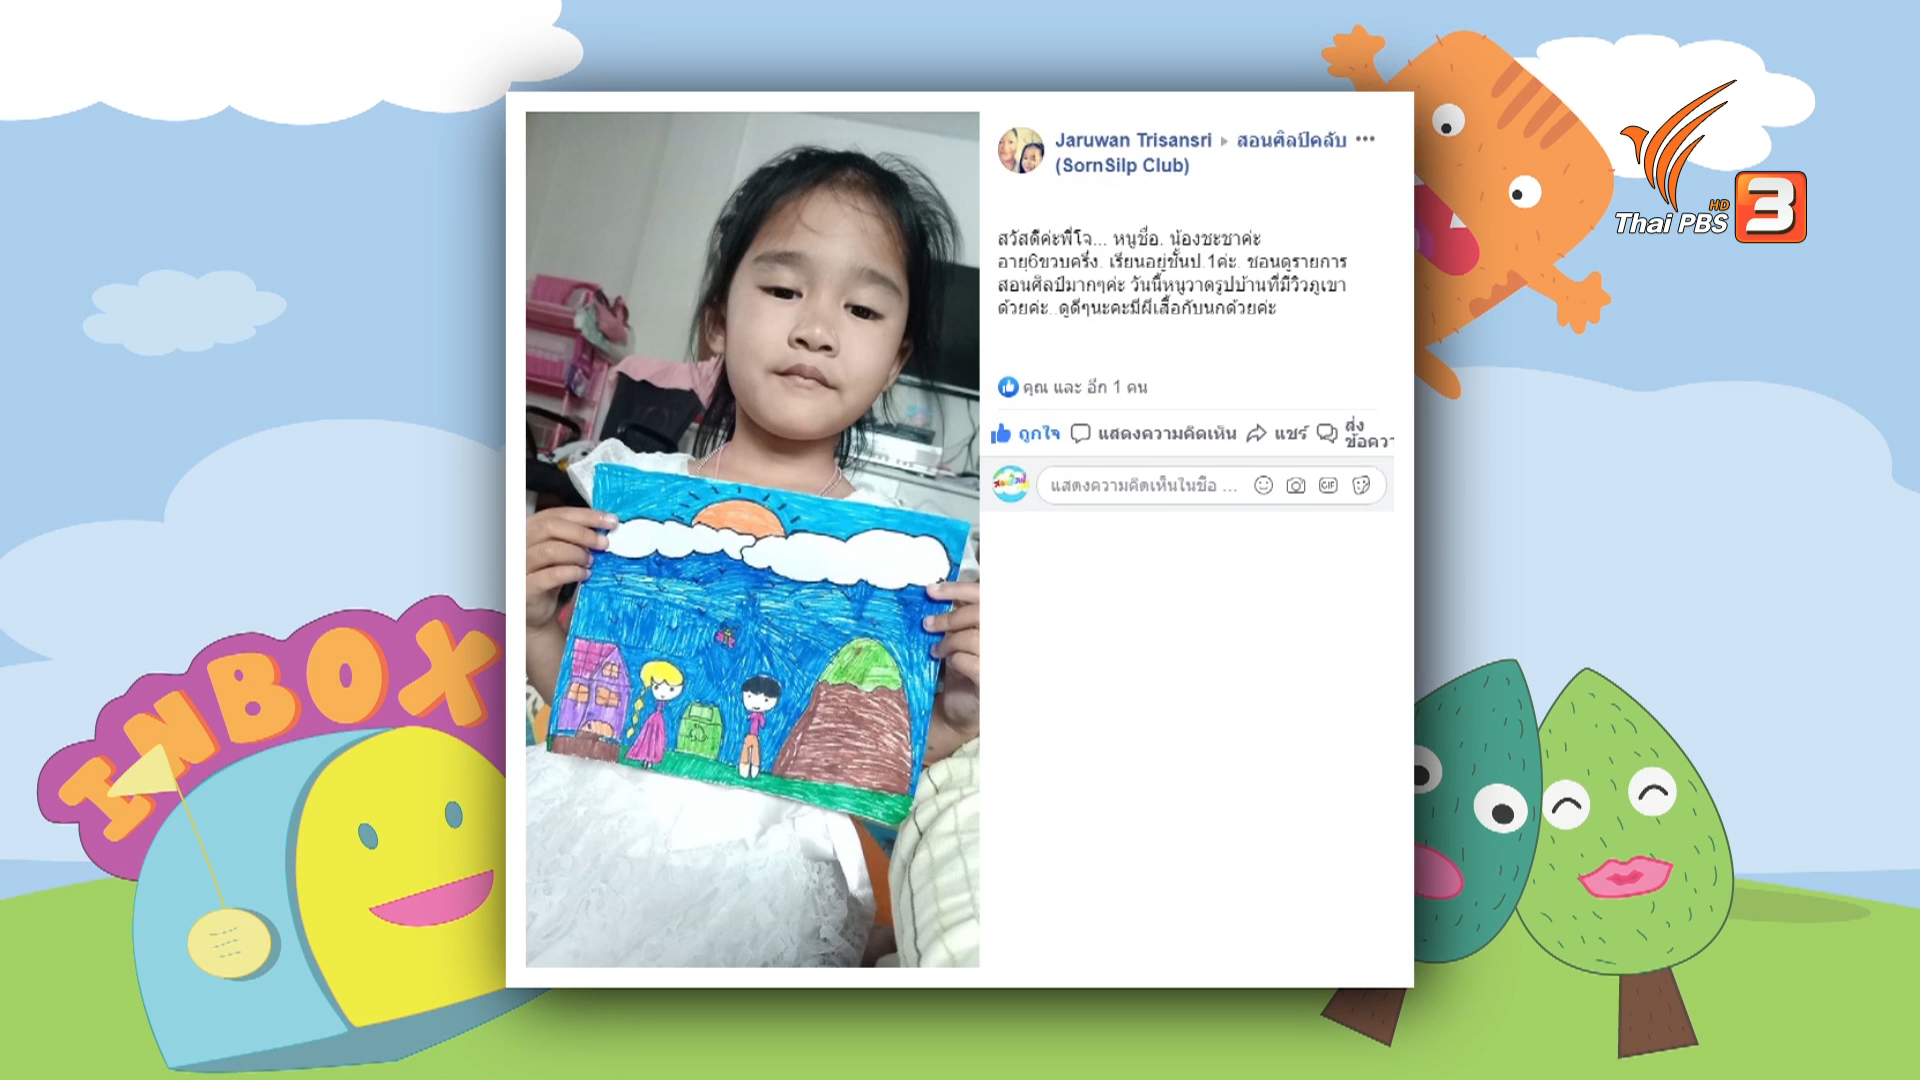 INBOX
Jaruwan Trisansri ▸ สอนศิลป์คลับ
(SornSilp Club)
สวัสดีค่ะพี่โจ... หนูชื่อ. น้องชะชาค่ะ
อายุ6ขวบครึ่ง. เรียนอยู่ชั้นป.1ค่ะ. ชอนดูรายการ
สอนศิลป์มากๆค่ะ วันนี้หนูวาดรูปบ้านที่มีวิวภูเขา
ด้วยค่ะ..ดูดีๆนะคะมีผีเสื้อกับนกด้วยค่ะ
คุณ และ อีก 1 คน
ถูกใจ แสดงความคิดเห็น แชร์ ส่ง
ข้อคว
แสดงความคิดเห็นในชื่อ ...
GIF
HD
Thai PBS 3